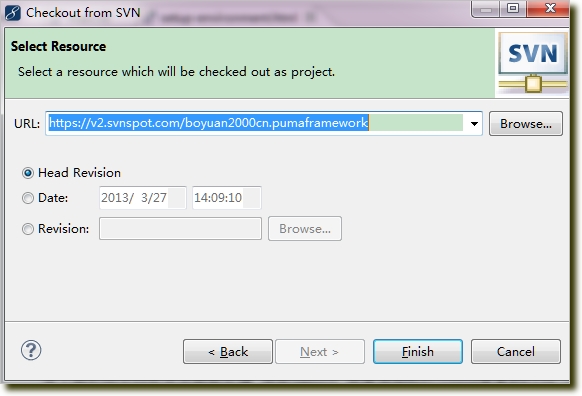 Checkout from SVN
Select Resource
Select a resource which will be checked out as project.
SVN
URL: https://v2.svnspot.com/boyuan2000cn.pumaframework Browse...
Head Revision
Date: 2013/ 3/27 14:09:10
Revision: Browse...
? < Back Next > Finish Cancel